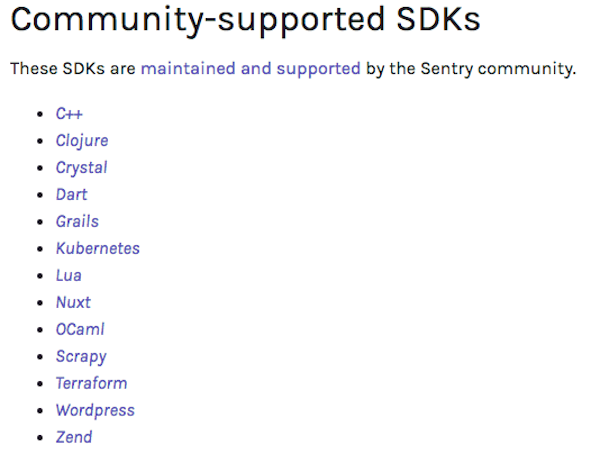 Community-supported SDKs
These SDKs are maintained and supported by the Sentry community.
C++
Clojure
Crystal
Dart
Grails
Kubernetes
Lua
Nuxt
OCaml
Scrapy
Terraform
Wordpress
Zend